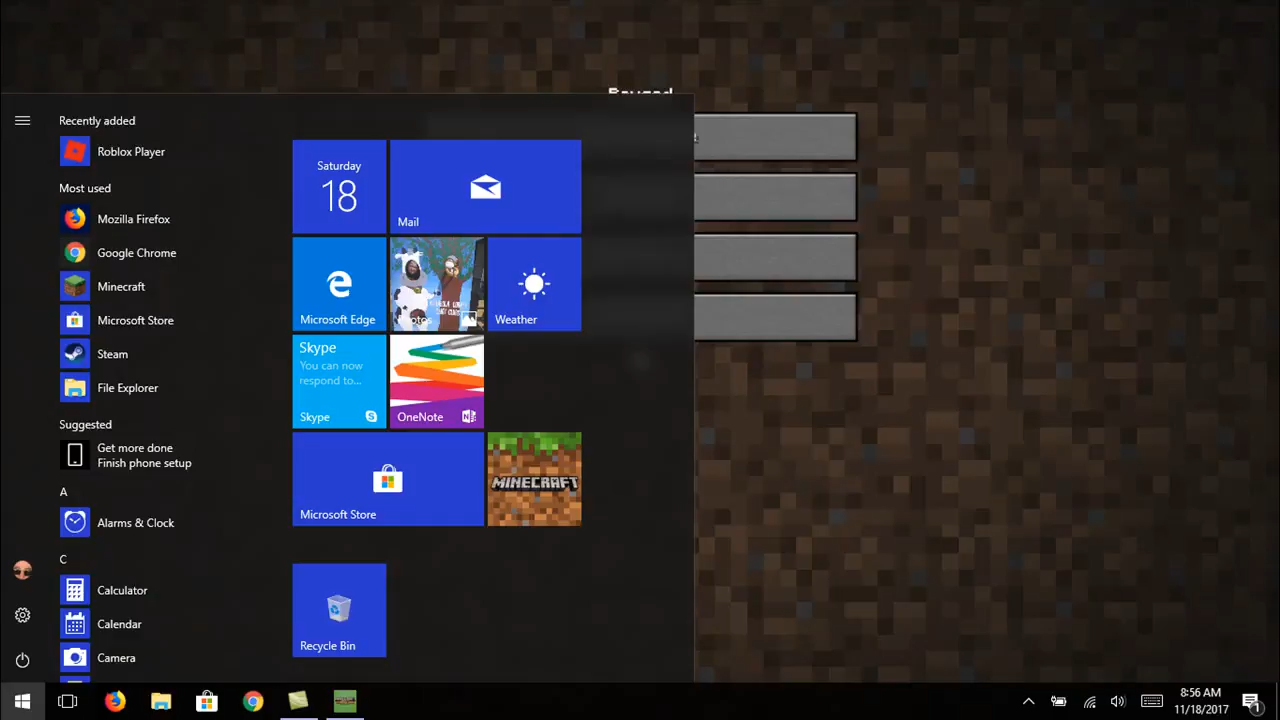 Recently added
Roblox Player
Most used
Mozilla Firefox
Google Chrome
Minecraft
Microsoft Store
Steam
File Explorer
Suggested
Get more done
Finish phone setup
A
Alarms & Clock
C
Calculator
Calendar
Camera
Saturday
18
Mail
Microsoft Edge
Photos
Weather
Skype
You can now
respond to...
Skype
OneNote
Microsoft Store
MINECRAFT
Recycle Bin
8:56 AM
11/18/2017
1